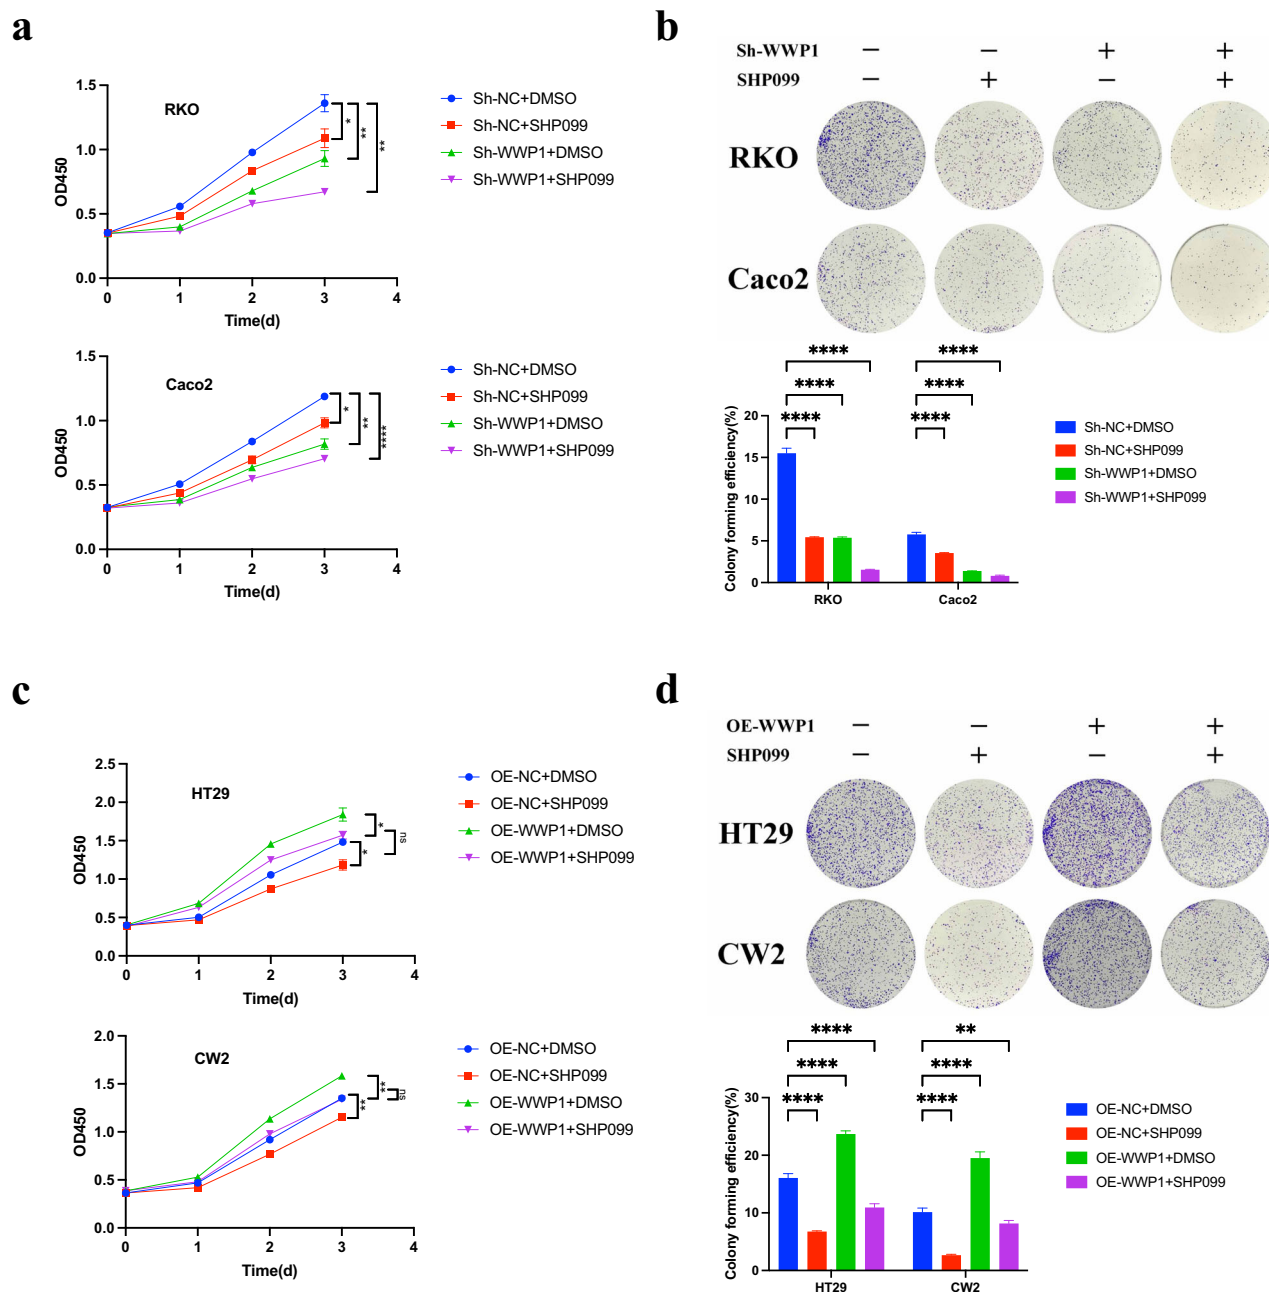 a
RKO
OD450
1.5
1.0
0.5
0.0
0 1 2 3 4
Time(d)
Sh-NC+DMSO
Sh-NC+SHP099
Sh-WWP1+DMSO
Sh-WWP1+SHP099
*
**
**
Caco2
OD450
1.5
1.0
0.5
0.0
0 1 2 3 4
Time(d)
Sh-NC+DMSO
Sh-NC+SHP099
Sh-WWP1+DMSO
Sh-WWP1+SHP099
*
**
****
b
Sh-WWP1 − − + +
SHP099 − + − +
RKO
Caco2
**** ****
**** ****
**** ****
Colony forming efficiency(%)
20
15
10
5
0
RKO Caco2
Sh-NC+DMSO
Sh-NC+SHP099
Sh-WWP1+DMSO
Sh-WWP1+SHP099
c
HT29
OD450
2.5
2.0
1.5
1.0
0.5
0.0
0 1 2 3 4
Time(d)
OE-NC+DMSO
OE-NC+SHP099
OE-WWP1+DMSO
OE-WWP1+SHP099
*
ns
*
CW2
OD450
2.0
1.5
1.0
0.5
0.0
0 1 2 3 4
Time(d)
OE-NC+DMSO
OE-NC+SHP099
OE-WWP1+DMSO
OE-WWP1+SHP099
**
ns
**
d
OE-WWP1 − − + +
SHP099 − + − +
HT29
CW2
**** **
**** ****
**** ****
Colony forming efficiency(%)
30
20
10
0
HT29 CW2
OE-NC+DMSO
OE-NC+SHP099
OE-WWP1+DMSO
OE-WWP1+SHP099